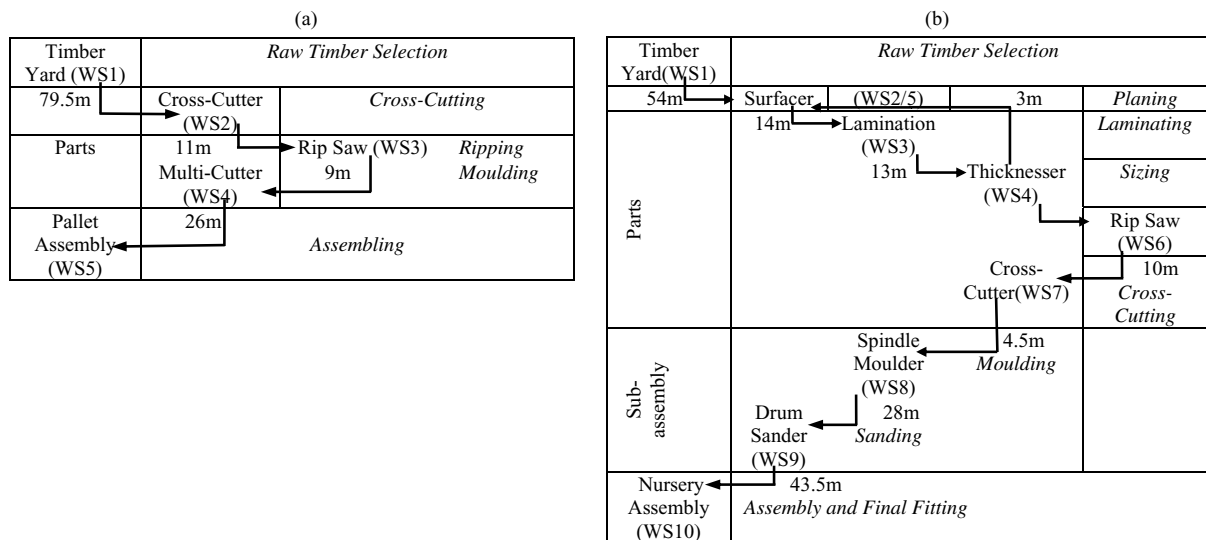 (a)
Timber
Yard (WS1)
Raw Timber Selection
79.5m
Cross-Cutter
(WS2)
Cross-Cutting
Parts
11m
Rip Saw (WS3)
Ripping
Multi-Cutter
(WS4)
9m
Moulding
Pallet
Assembly
(WS5)
26m
Assembling
(b)
Timber
Yard(WS1)
Raw Timber Selection
54m
Surfacer
(WS2/5)
3m
Planing
Parts
14m
Lamination
(WS3)
Laminating
13m
Thicknesser
(WS4)
Sizing
Rip Saw
(WS6)
Cross-
Cutter(WS7)
10m
Cross-
Cutting
Sub-
assembly
Spindle
Moulder
(WS8)
4.5m
Moulding
Drum
Sander
(WS9)
28m
Sanding
Nursery
Assembly
(WS10)
43.5m
Assembly and Final Fitting